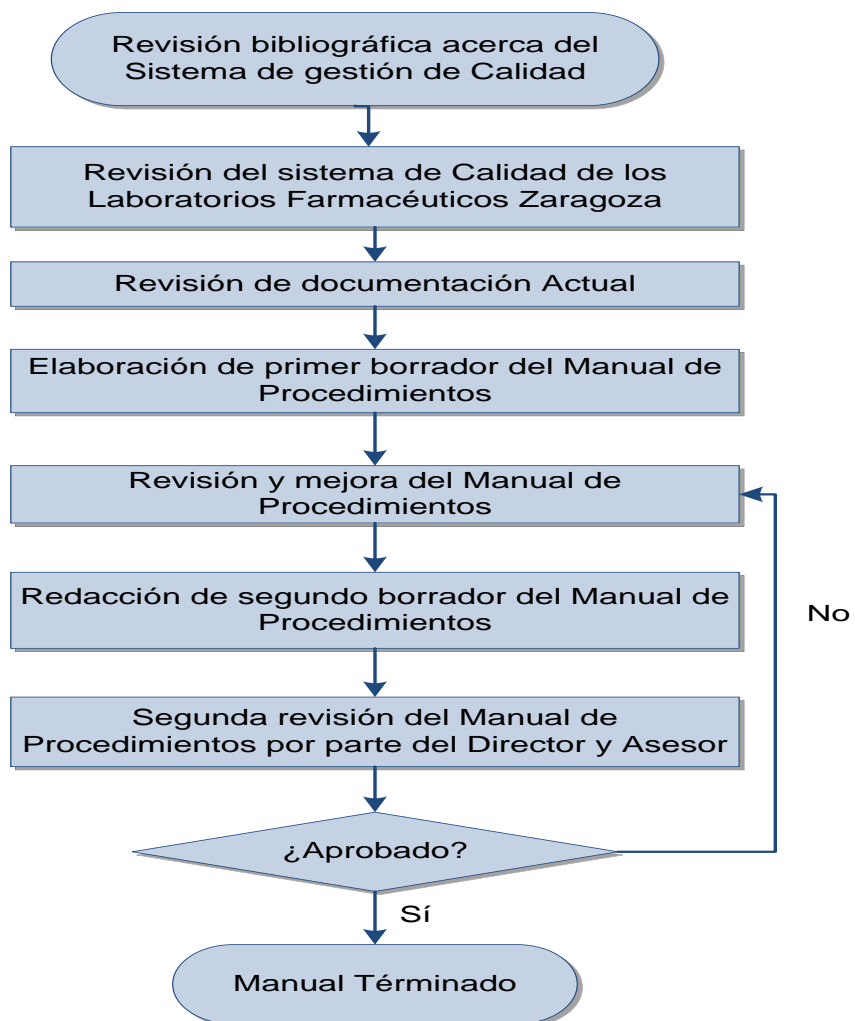 Revisión bibliográfica acerca del
Sistema de gestión de Calidad
Revisión del sistema de Calidad de los
Laboratorios Farmacéuticos Zaragoza
Revisión de documentación Actual
Elaboración de primer borrador del Manual de
Procedimientos
Revisión y mejora del Manual de
Procedimientos
Redacción de segundo borrador del Manual de
Procedimientos
No
Segunda revisión del Manual de
Procedimientos por parte del Director y Asesor
¿Aprobado?
Sí
Manual Términado